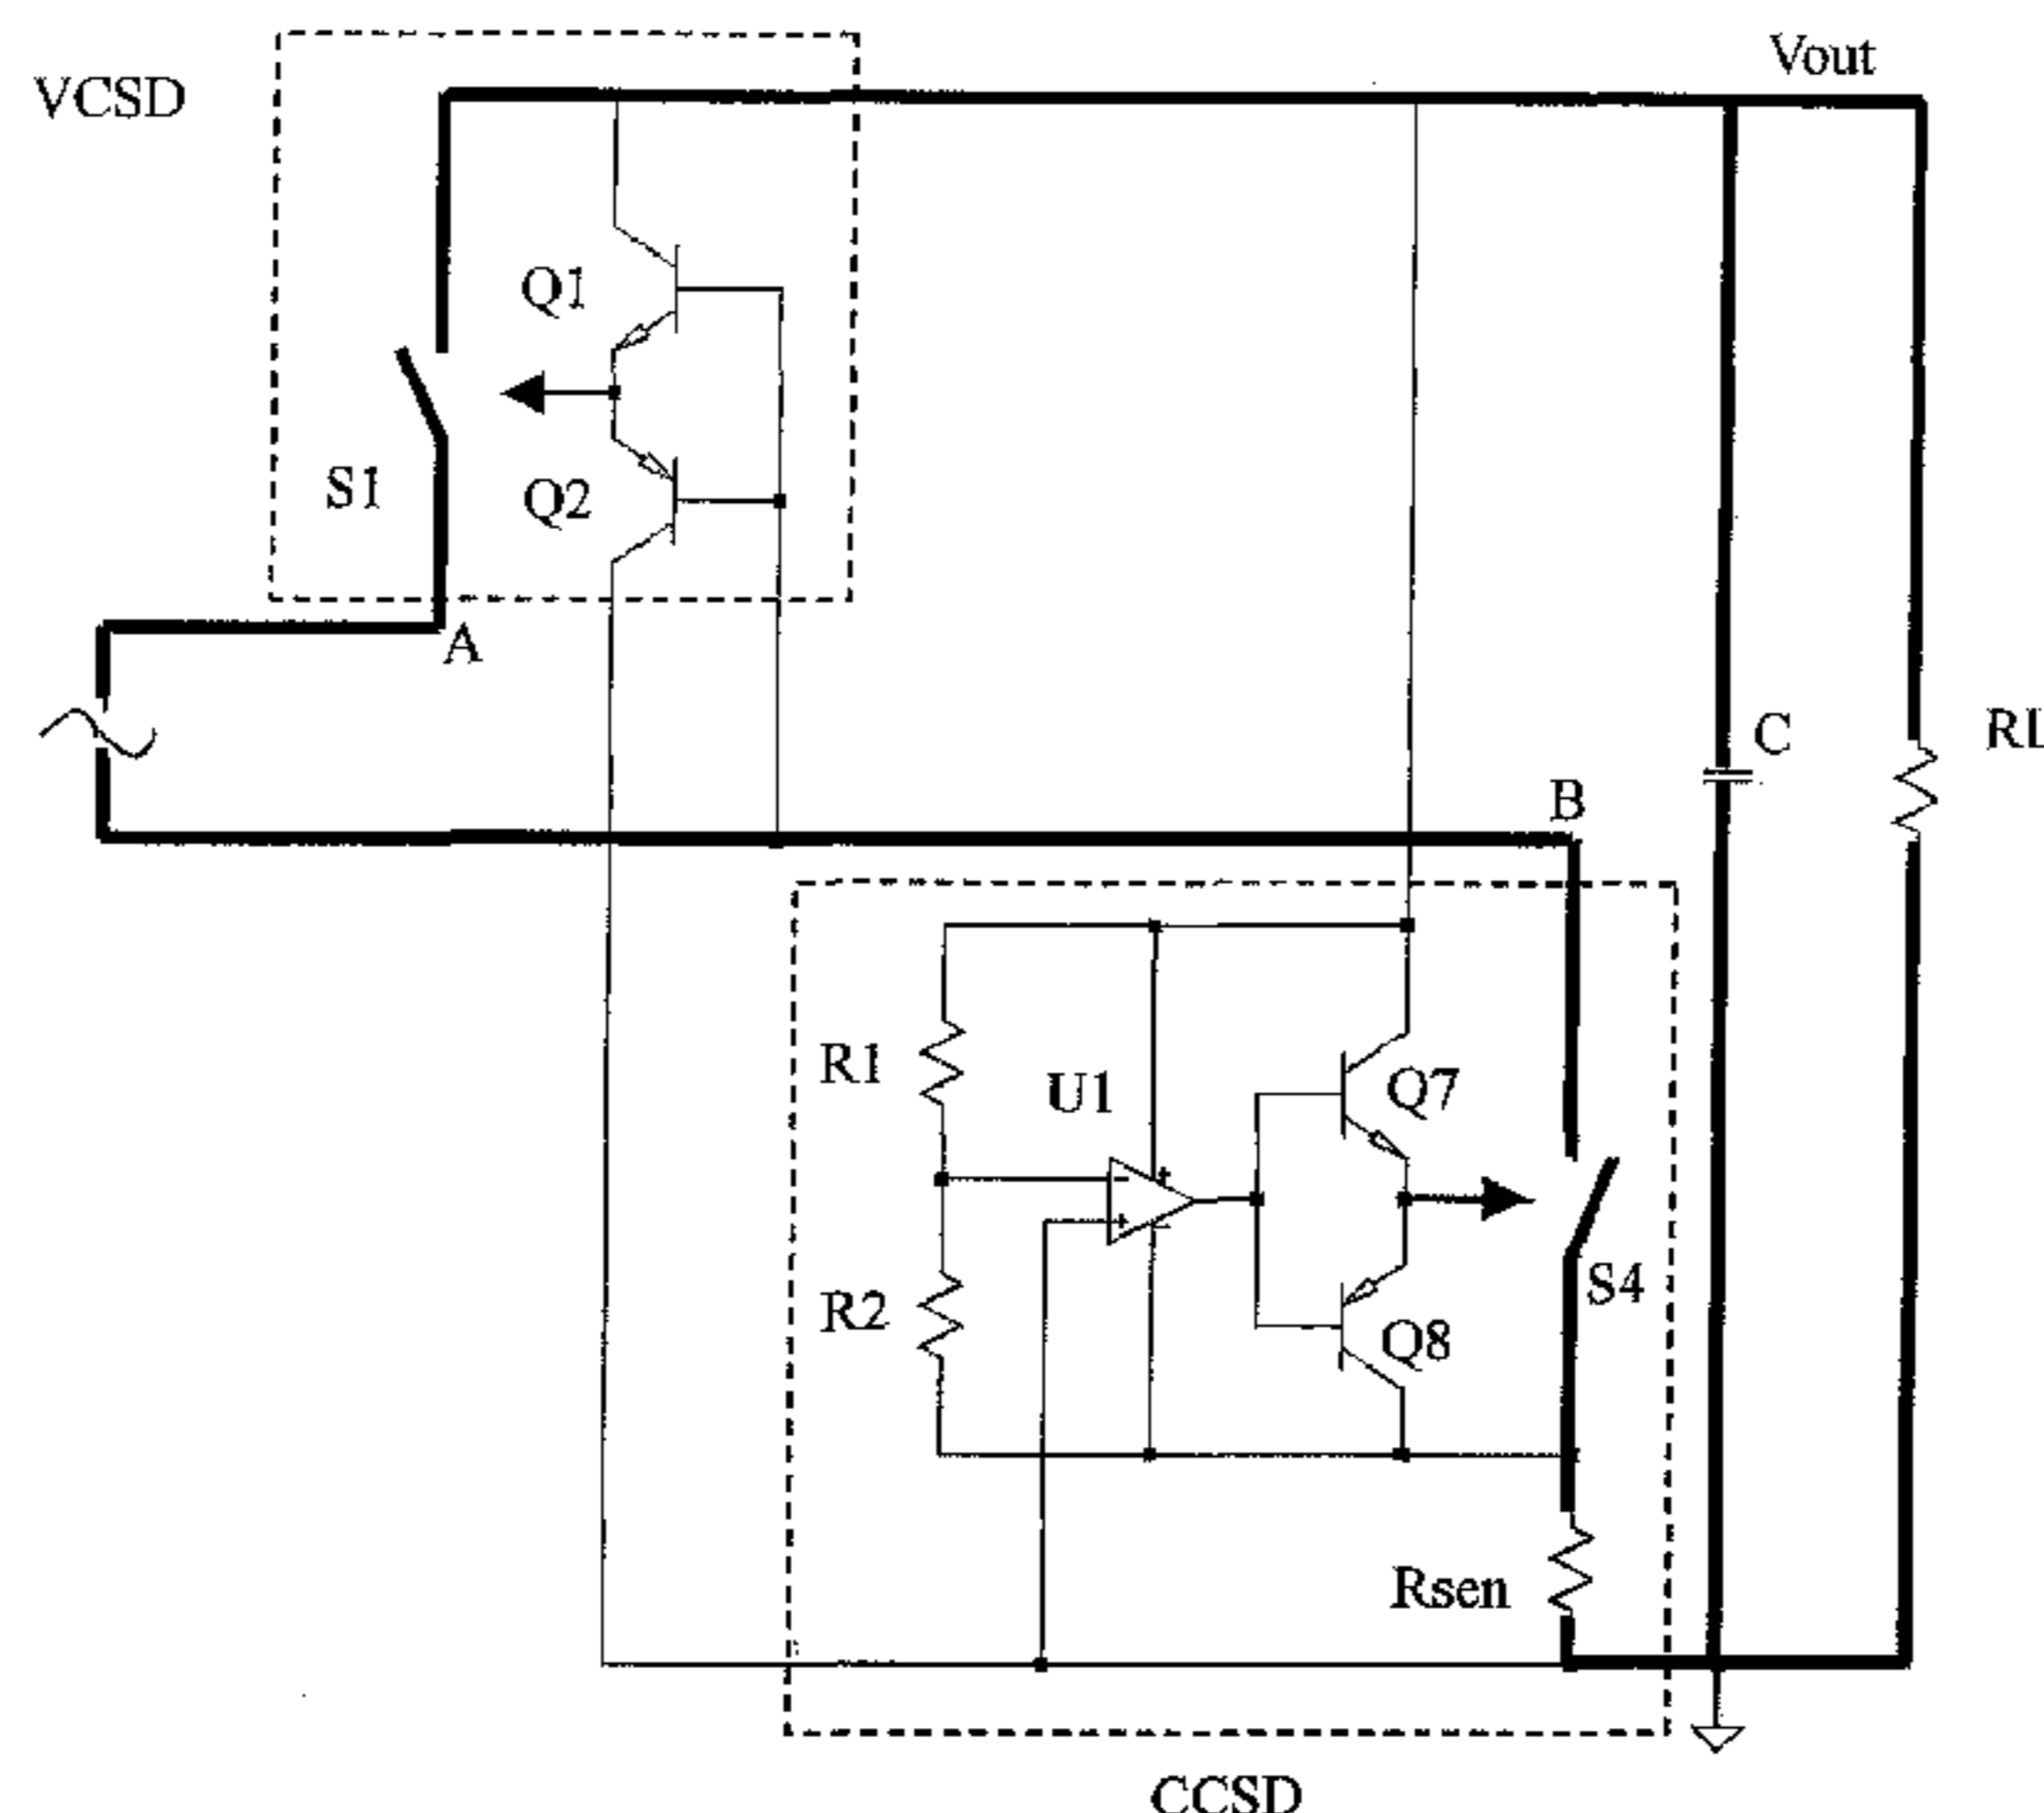 Vout
VCSD
Q1
S1
Q2
A
C
RL
B
R1
U1
Q7
- +
+ -
R2
S4
Q8
Rsen
CCSD